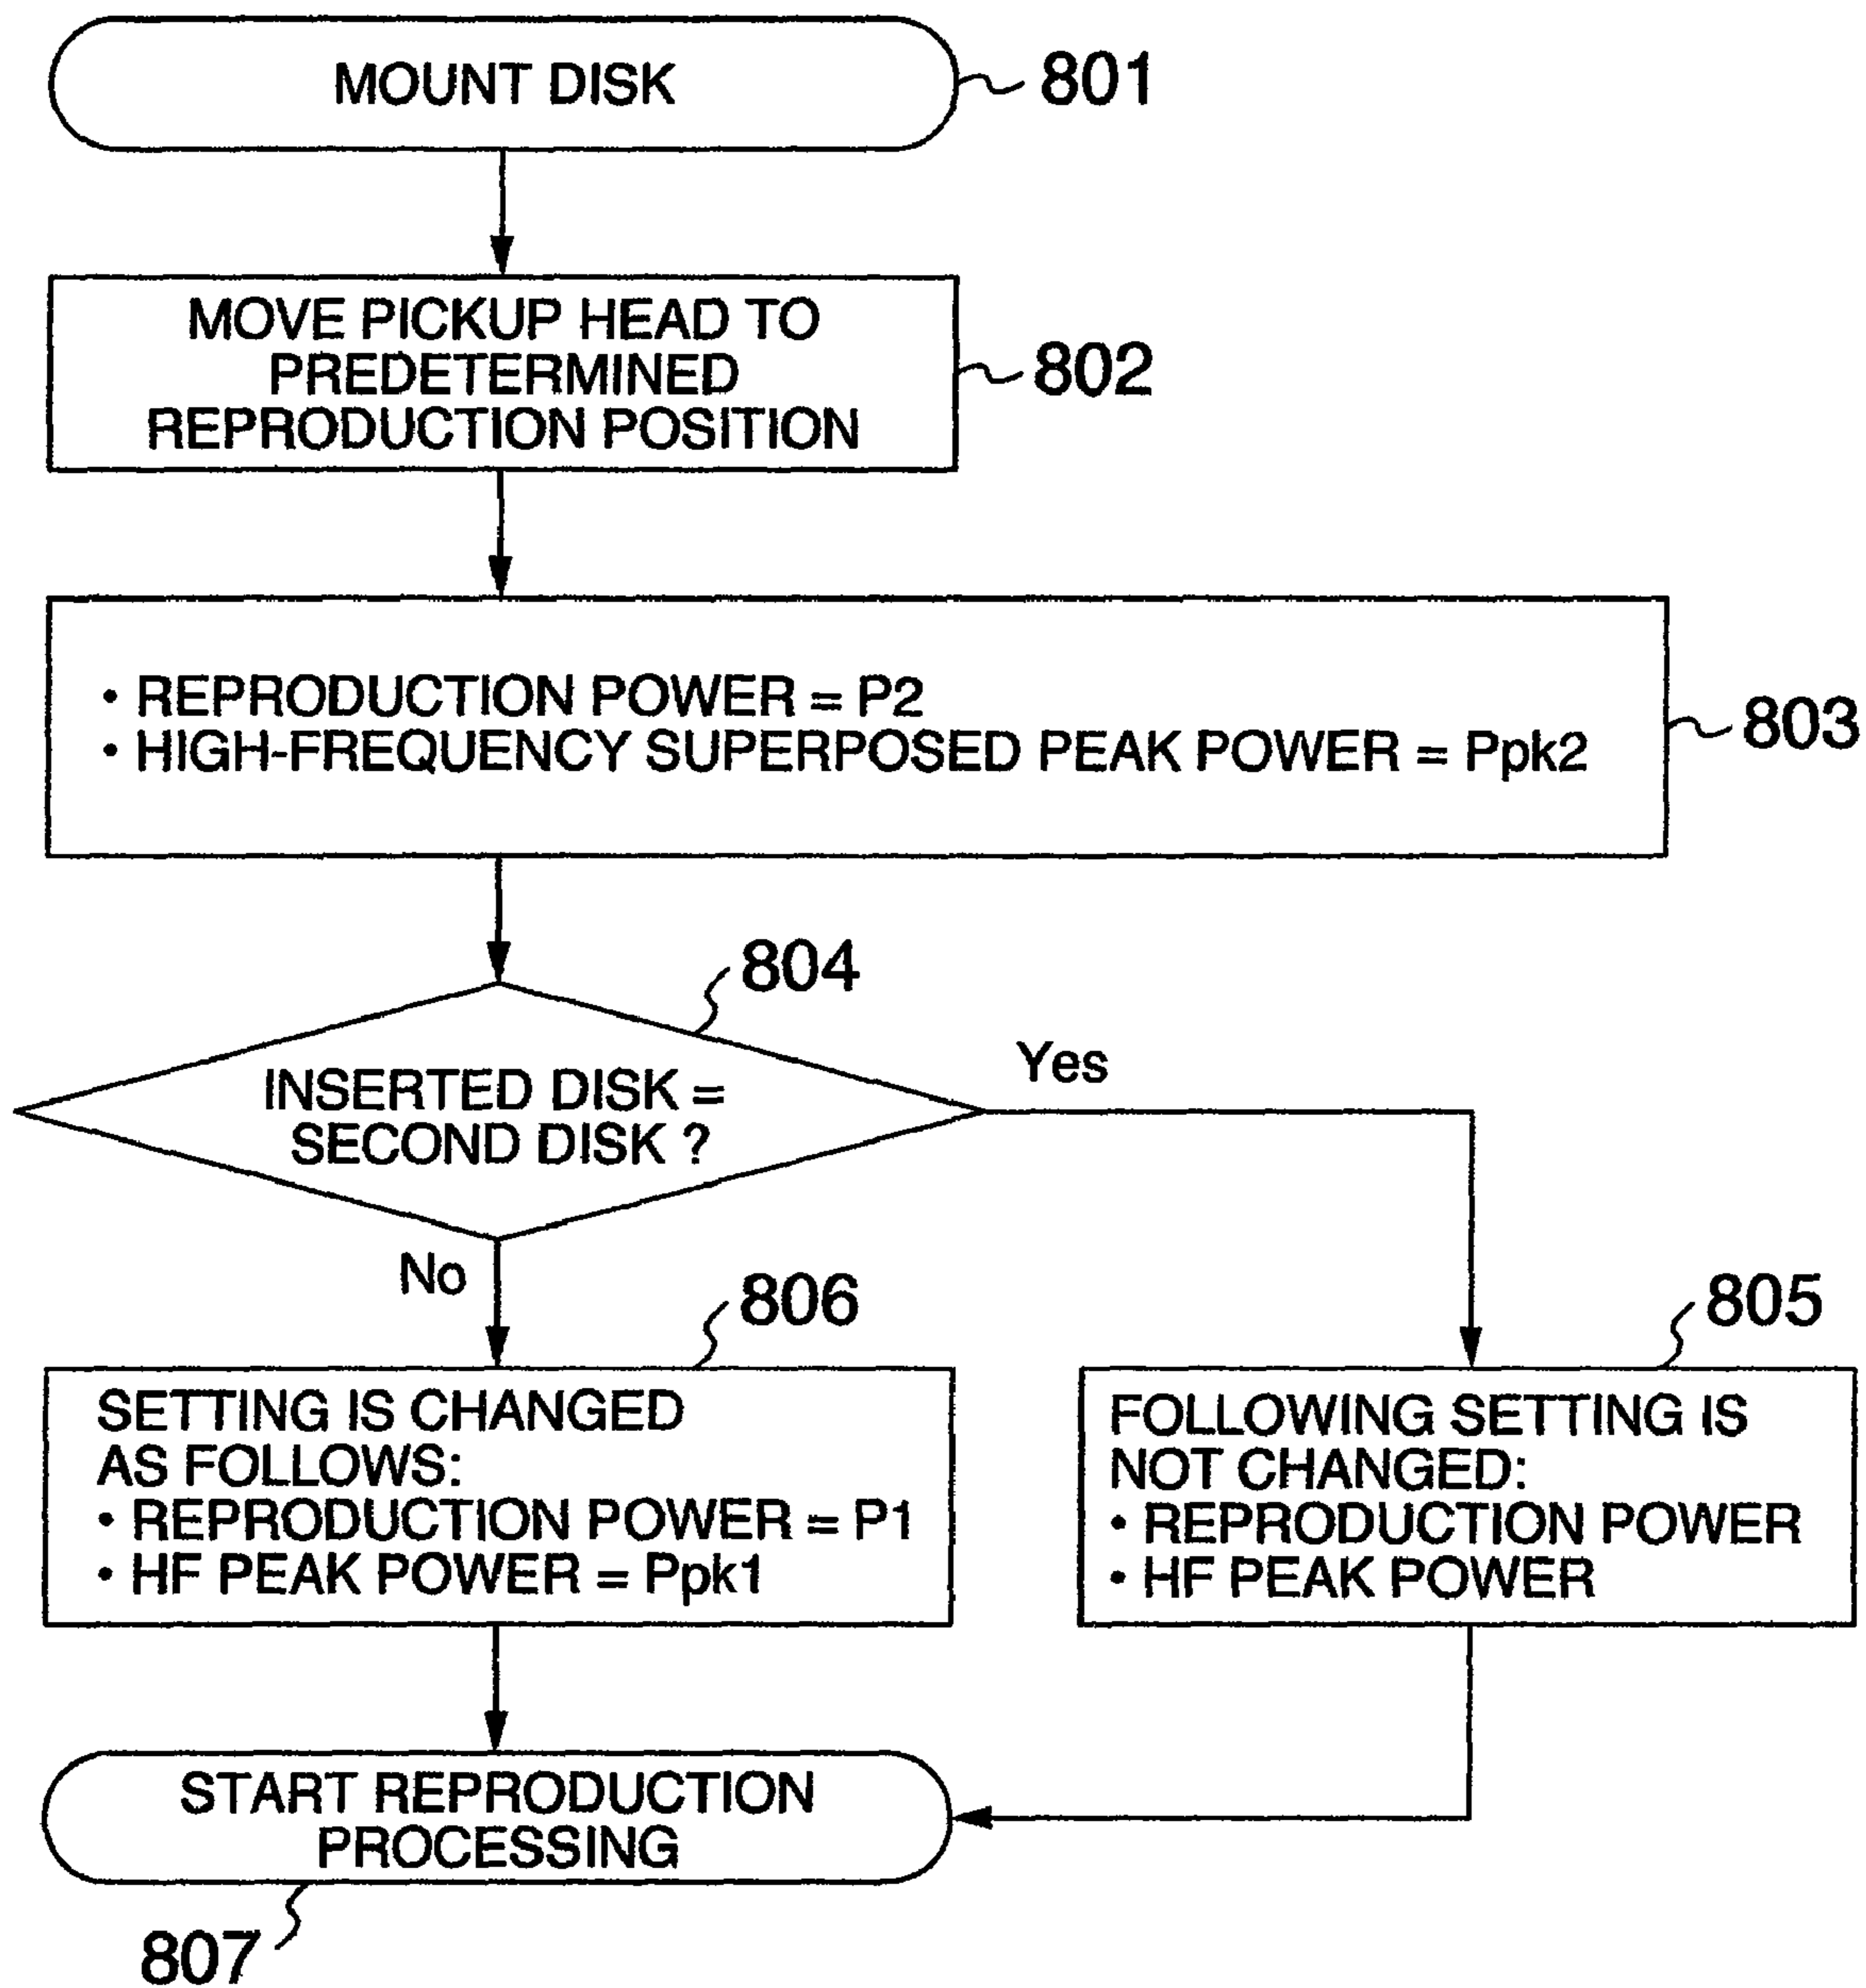 MOUNT DISK
801
MOVE PICKUP HEAD TO
PREDETERMINED
REPRODUCTION POSITION
802
• REPRODUCTION POWER = P2
• HIGH-FREQUENCY SUPERPOSED PEAK POWER = Ppk2
803
804
INSERTED DISK =
SECOND DISK ?
Yes
No
806
SETTING IS CHANGED
AS FOLLOWS:
• REPRODUCTION POWER = P1
• HF PEAK POWER = Ppk1
805
FOLLOWING SETTING IS
NOT CHANGED:
• REPRODUCTION POWER
• HF PEAK POWER
START REPRODUCTION
PROCESSING
807